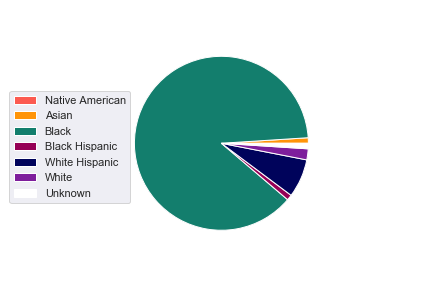 Native American
Asian
Black
Black Hispanic
White Hispanic
White
Unknown